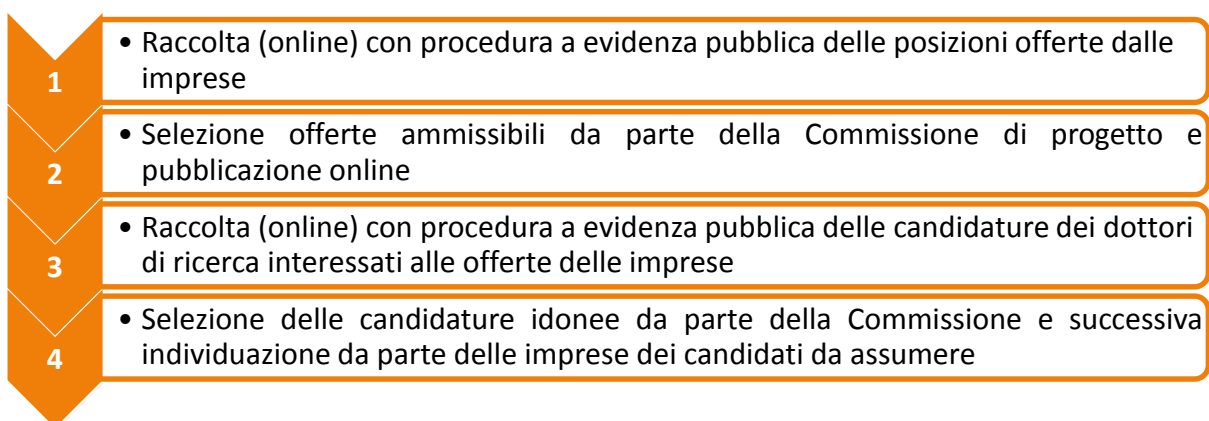 1
• Raccolta (online) con procedura a evidenza pubblica delle posizioni offerte dalle
imprese
2
• Selezione offerte ammissibili da parte della Commissione di progetto e
pubblicazione online
3
• Raccolta (online) con procedura a evidenza pubblica delle candidature dei dottori
di ricerca interessati alle offerte delle imprese
4
• Selezione delle candidature idonee da parte della Commissione e successiva
individuazione da parte delle imprese dei candidati da assumere